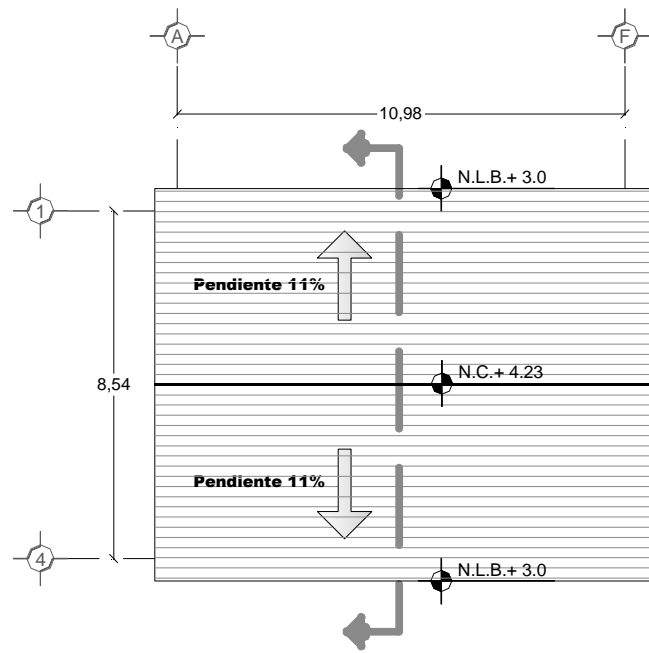 A
F
10,98
N.L.B.+ 3.0
1
Pendiente 11%
8,54
N.C.+ 4.23
Pendiente 11%
4
N.L.B.+ 3.0